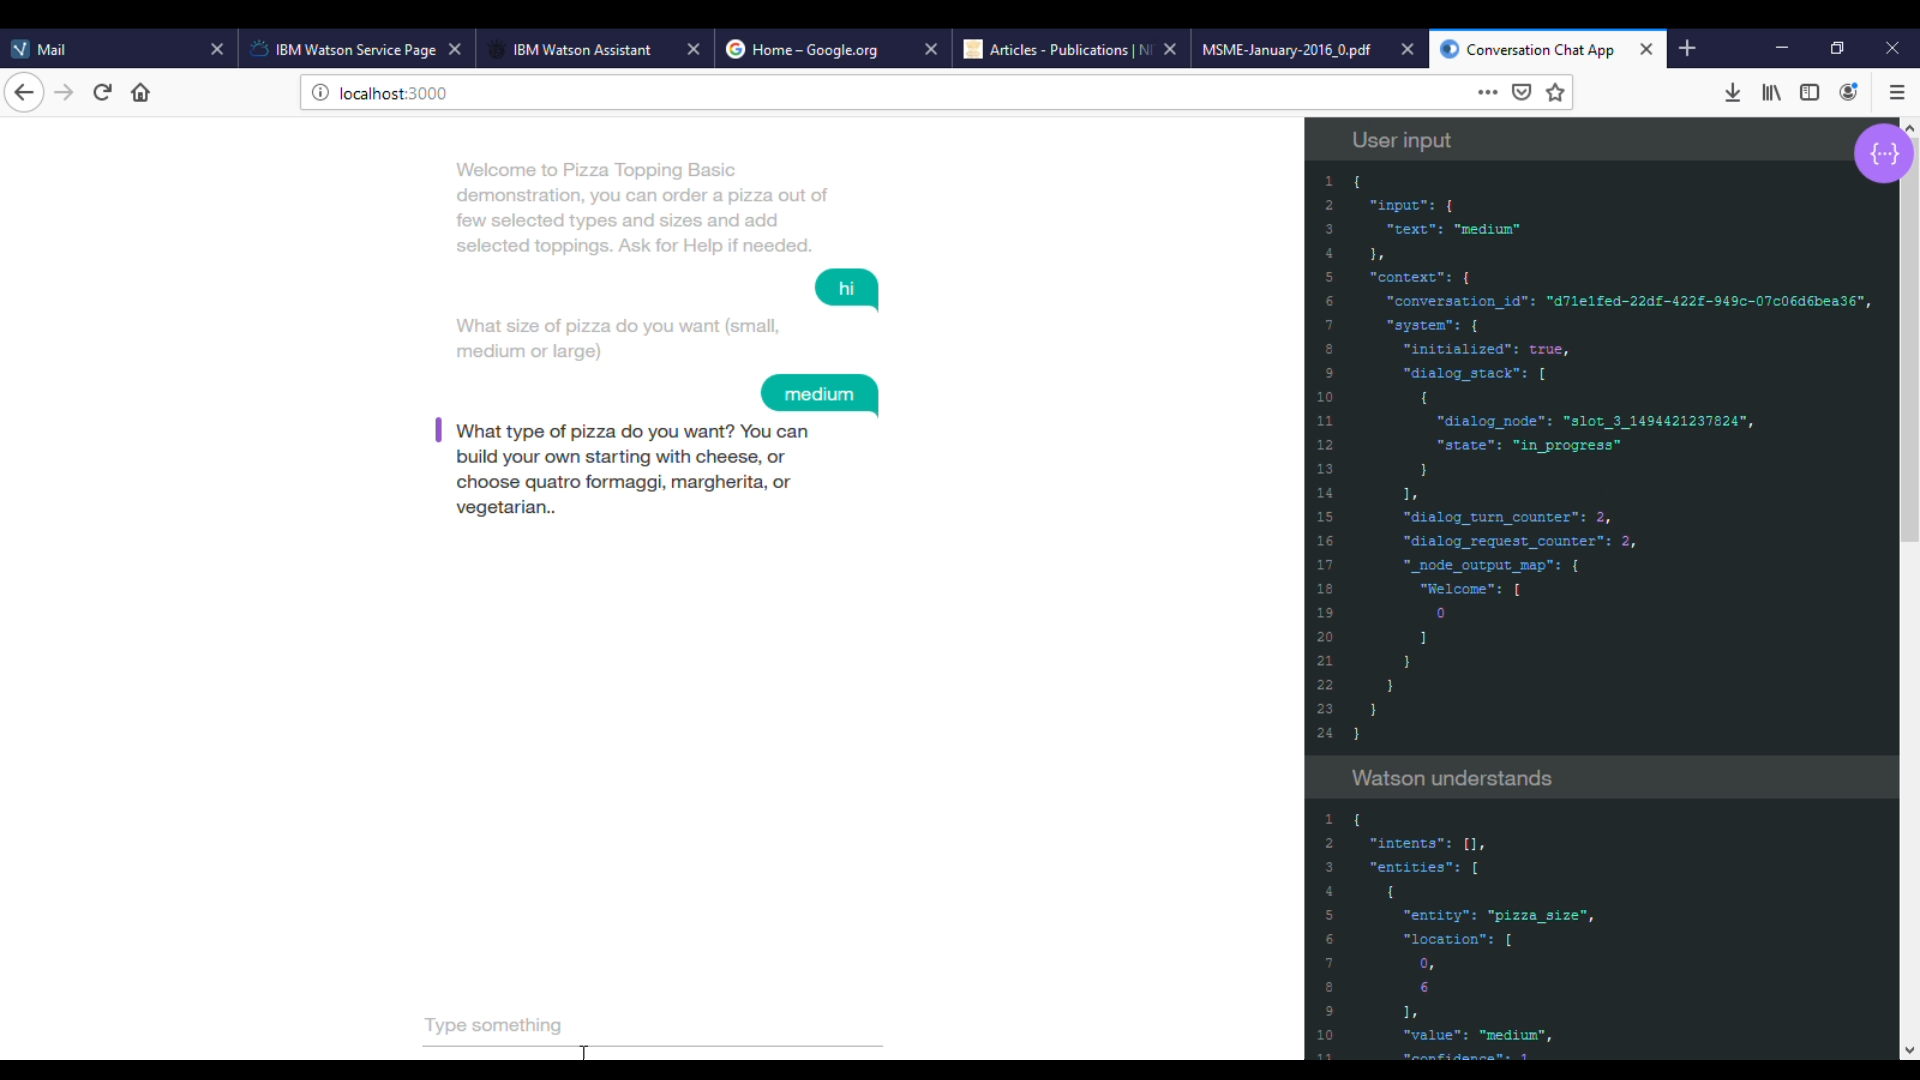 Mail
IBM Watson Service Page
IBM Watson Assistant
Home – Google.org
Articles - Publications | NI
MSME-January-2016_0.pdf
Conversation Chat App
localhost:3000
Welcome to Pizza Topping Basic
demonstration, you can order a pizza out of
few selected types and sizes and add
selected toppings. Ask for Help if needed.
hi
What size of pizza do you want (small,
medium or large)
medium
What type of pizza do you want? You can
build your own starting with cheese, or
choose quatro formaggi, margherita, or
vegetarian..
Type something
User input
{···}
1 {
2 "input": {
3 "text": "medium"
4 },
5 "context": {
6 "conversation_id": "d71e1fed-22df-422f-949c-07c06d6bea36",
7 "system": {
8 "initialized": true,
9 "dialog_stack": [
10 {
11 "dialog_node": "slot_3_1494421237824",
12 "state": "in_progress"
13 }
14 ],
15 "dialog_turn_counter": 2,
16 "dialog_request_counter": 2,
17 "_node_output_map": {
18 "Welcome": [
19 0
20 ]
21 }
22 }
23 }
24 }
Watson understands
1 {
2 "intents": [],
3 "entities": [
4 {
5 "entity": "pizza_size",
6 "location": [
7 0,
8 6
9 ],
10 "value": "medium",
11 "confidence": 1